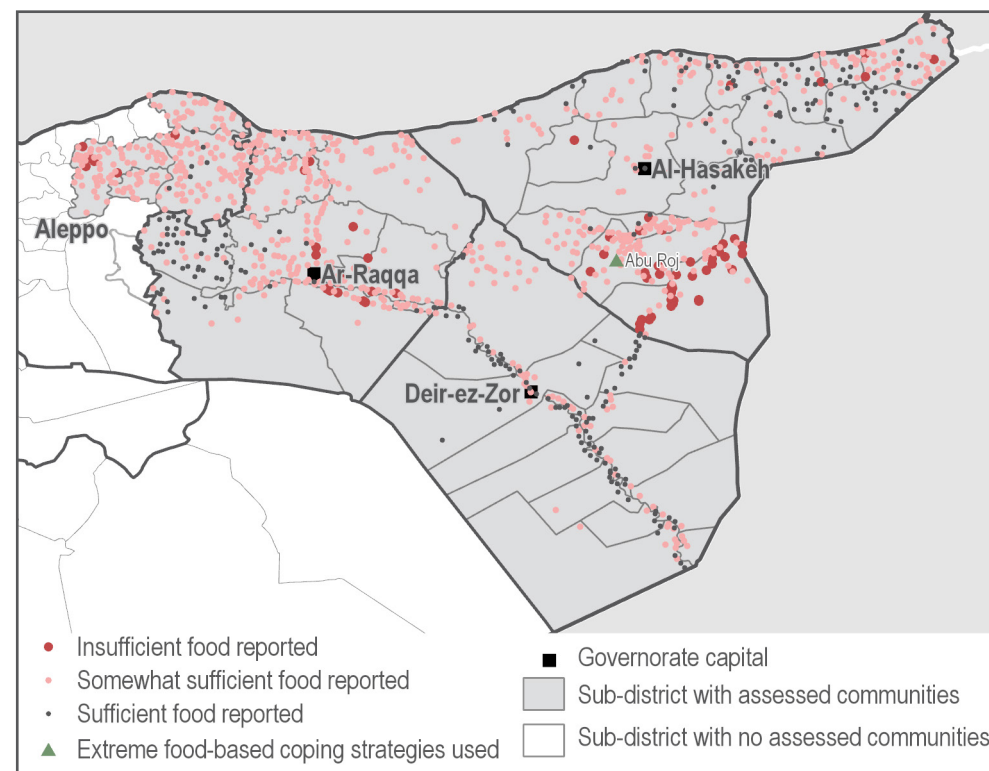 Al-Hasakeh
Aleppo
Abu Roj
Ar-Raqqa
Deir-ez-Zor
Insufficient food reported
Somewhat sufficient food reported
Sufficient food reported
Extreme food-based coping strategies used
Governorate capital
Sub-district with assessed communities
Sub-district with no assessed communities